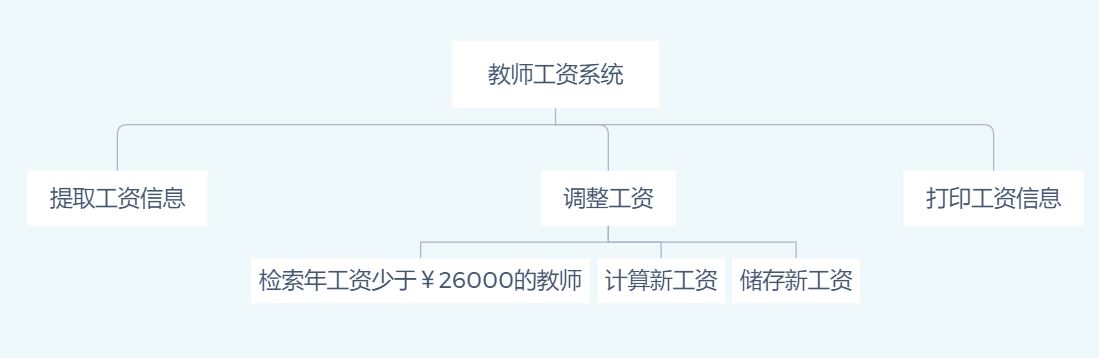 教师工资系统
提取工资信息
调整工资
打印工资信息
检索年工资少于￥26000的教师
计算新工资
储存新工资